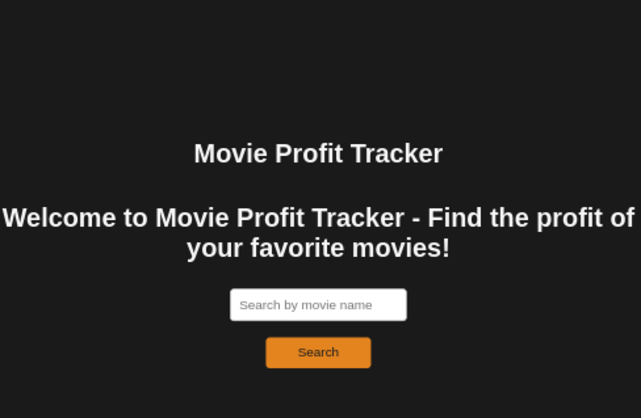 Movie Profit Tracker
Welcome to Movie Profit Tracker - Find the profit of
your favorite movies!
Search by movie name
Search